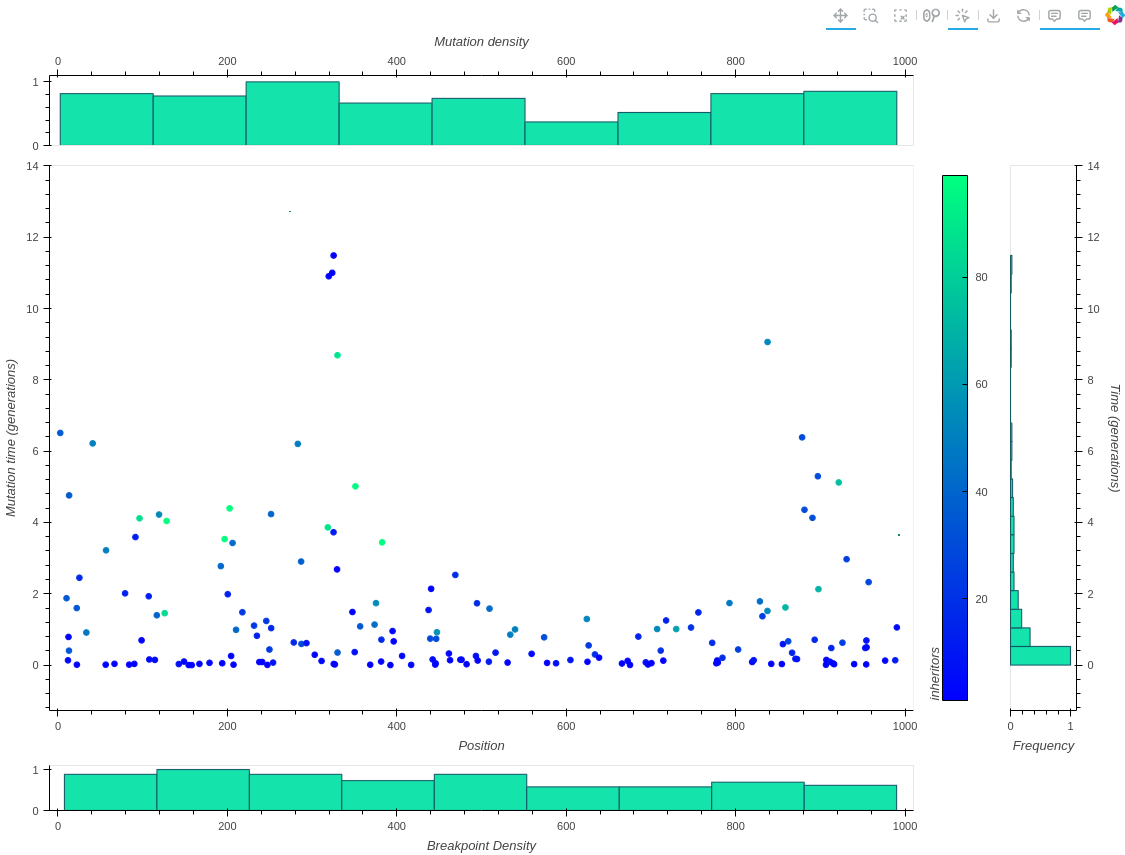 Mutation density
0 200 400 600 800 1000
1
0
14
12
10
8
6
4
2
0
Mutation time (generations)
0 200 400 600 800 1000
Position
80
60
40
20
inheritors
14
12
10
8
6
4
2
0
Time (generations)
0 1
Frequency
1
0
0 200 400 600 800 1000
Breakpoint Density